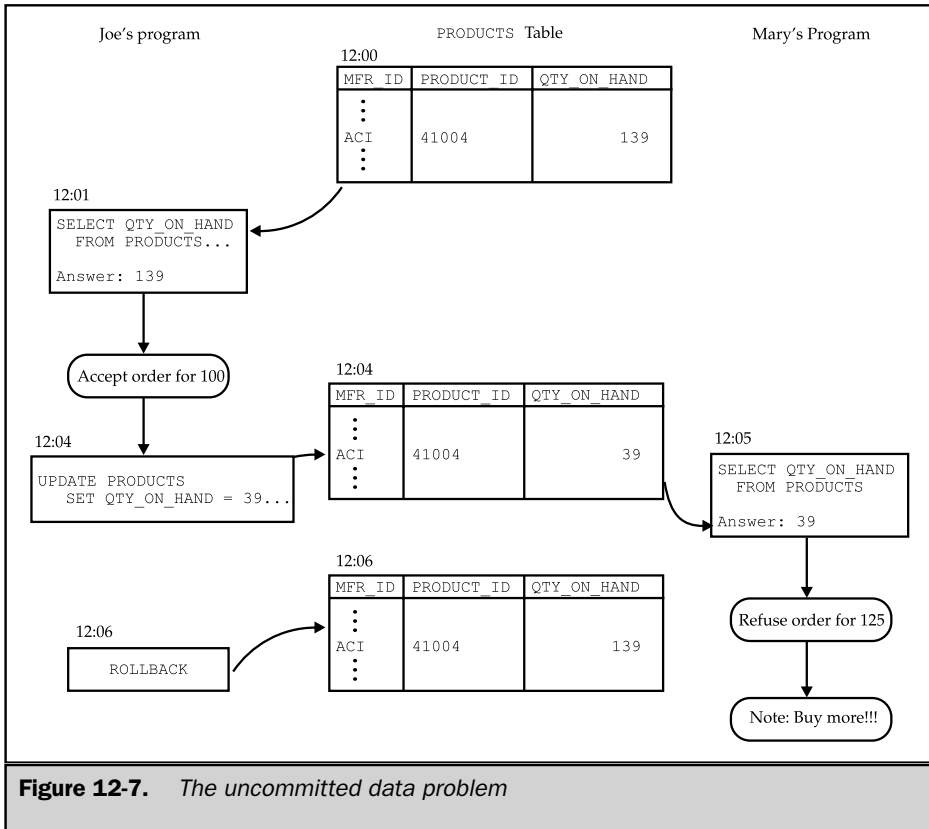 Joe's program
PRODUCTS Table
Mary's Program
12:00
MFR_ID PRODUCT_ID QTY_ON_HAND
ACI 41004 139
12:01
SELECT QTY_ON_HAND
FROM PRODUCTS...
Answer: 139
Accept order for 100
12:04
UPDATE PRODUCTS
SET QTY_ON_HAND = 39...
12:04
MFR_ID PRODUCT_ID QTY_ON_HAND
ACI 41004 39
12:05
SELECT QTY_ON_HAND
FROM PRODUCTS
Answer: 39
Refuse order for 125
Note: Buy more!!!
12:06
ROLLBACK
12:06
MFR_ID PRODUCT_ID QTY_ON_HAND
ACI 41004 139
Figure 12-7. The uncommitted data problem